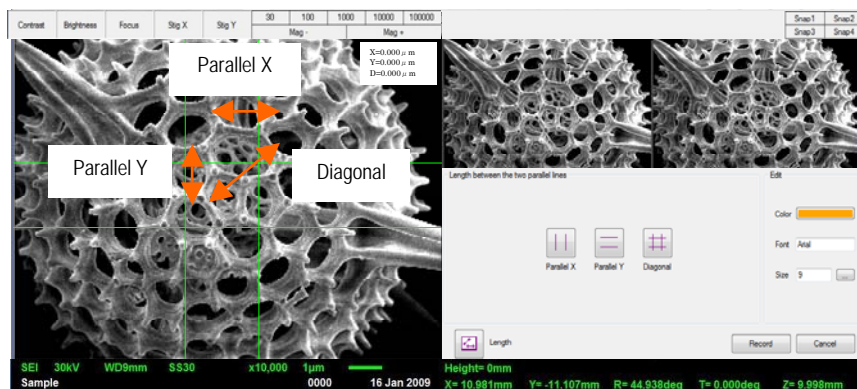 Contrast Brightness Focus Stig X Stig Y 30 100 1000 10000 100000
Mag - Mag +
Snap1 Snap2
Snap3 Snap4
X=0.000μm
Y=0.000μm
D=0.000μm
Parallel X
Parallel Y
Diagonal
Length between the two parallel lines
Edit
Color
Parallel X Parallel Y Diagonal
Font Arial
Size 9 ...
Length
Record Cancel
SEI 30kV WD9mm SS30 x10,000 1μm
Sample 0000 16 Jan 2009
Height= 0mm
X= 10.981mm Y= -11.107mm R= 44.938deg T= 0.000deg Z= 9.998mm